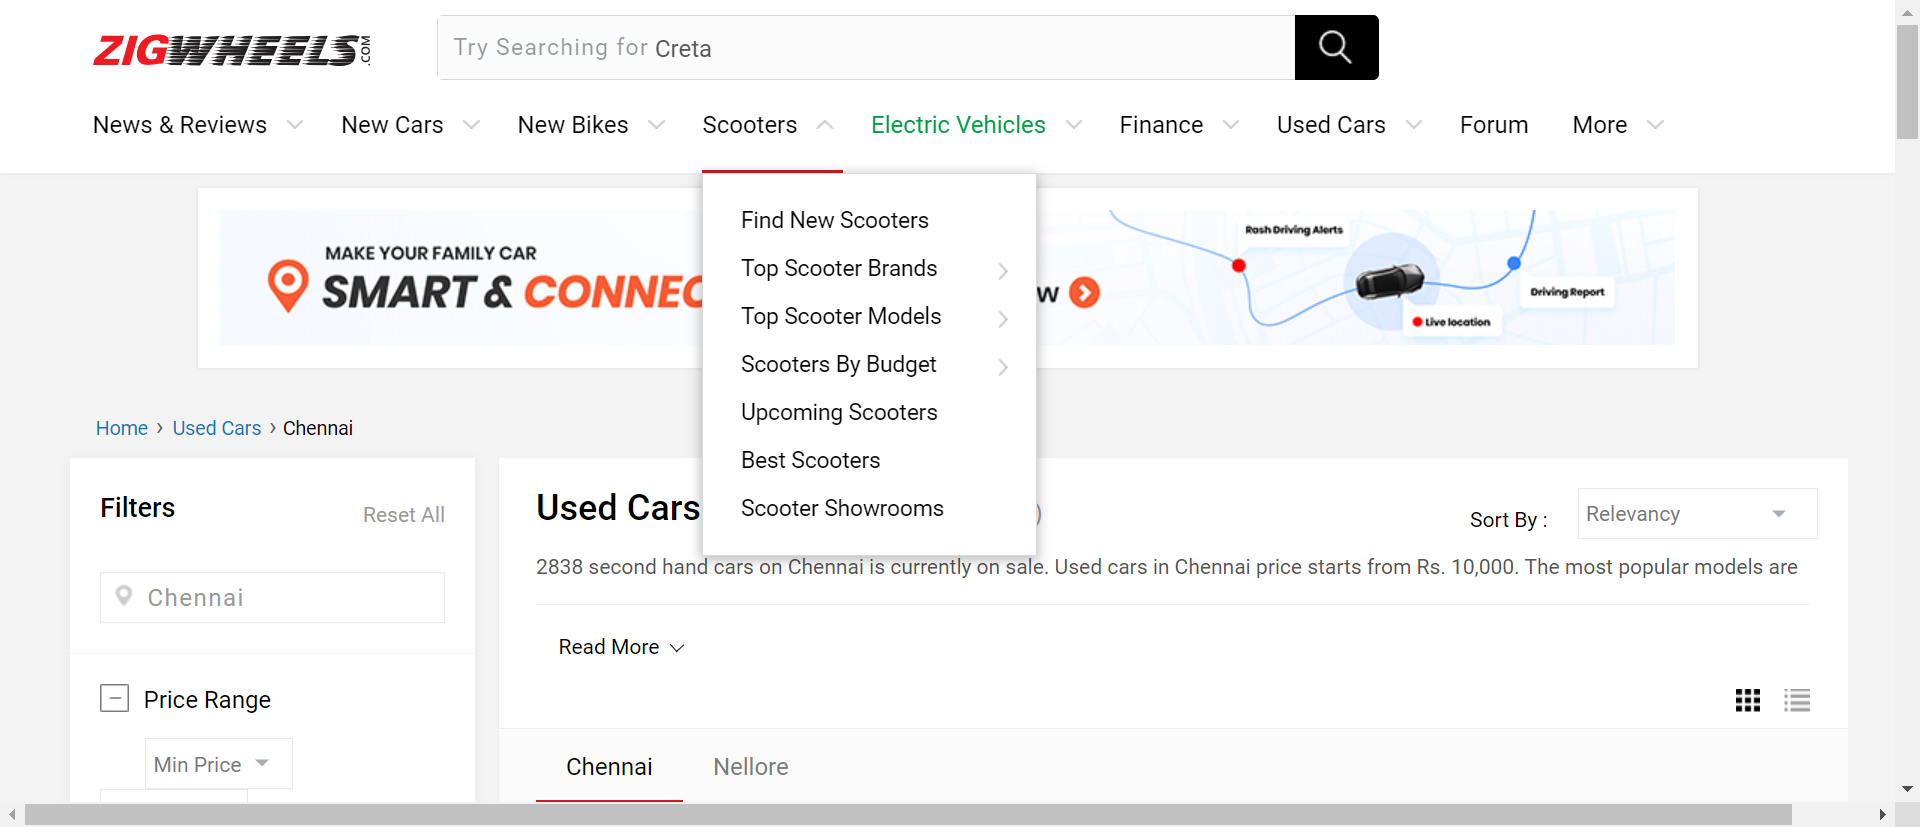 ZIGWHEELS.COM
Try Searching for Creta
News & Reviews New Cars New Bikes Scooters Electric Vehicles Finance Used Cars Forum More
MAKE YOUR FAMILY CAR
SMART & CONNEC
W
Rash Driving Alerts
Driving Report
Live location
Find New Scooters
Top Scooter Brands
Top Scooter Models
Scooters By Budget
Upcoming Scooters
Best Scooters
Scooter Showrooms
Home › Used Cars › Chennai
Filters
Reset All
Chennai
Price Range
Min Price
Used Cars )
Sort By :
Relevancy
2838 second hand cars on Chennai is currently on sale. Used cars in Chennai price starts from Rs. 10,000. The most popular models are
Read More
Chennai Nellore